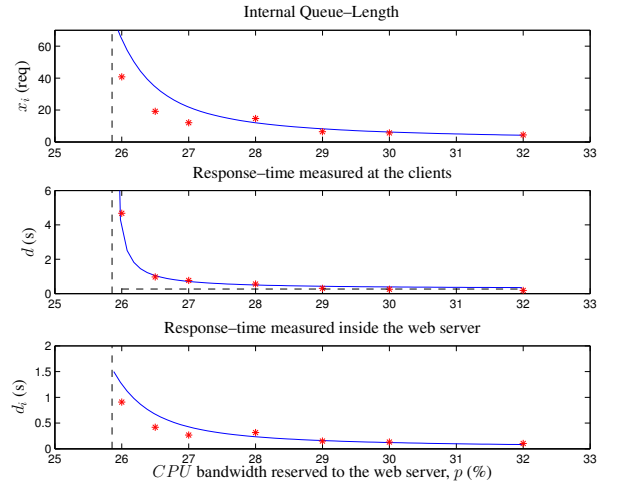 Internal Queue–Length
x_i (req)
60
40
20
0
25 26 27 28 29 30 31 32 33
Response–time measured at the clients
d (s)
6
4
2
0
25 26 27 28 29 30 31 32 33
Response–time measured inside the web server
d_i (s)
2
1.5
1
0.5
0
25 26 27 28 29 30 31 32 33
CPU bandwidth reserved to the web server, p (%)